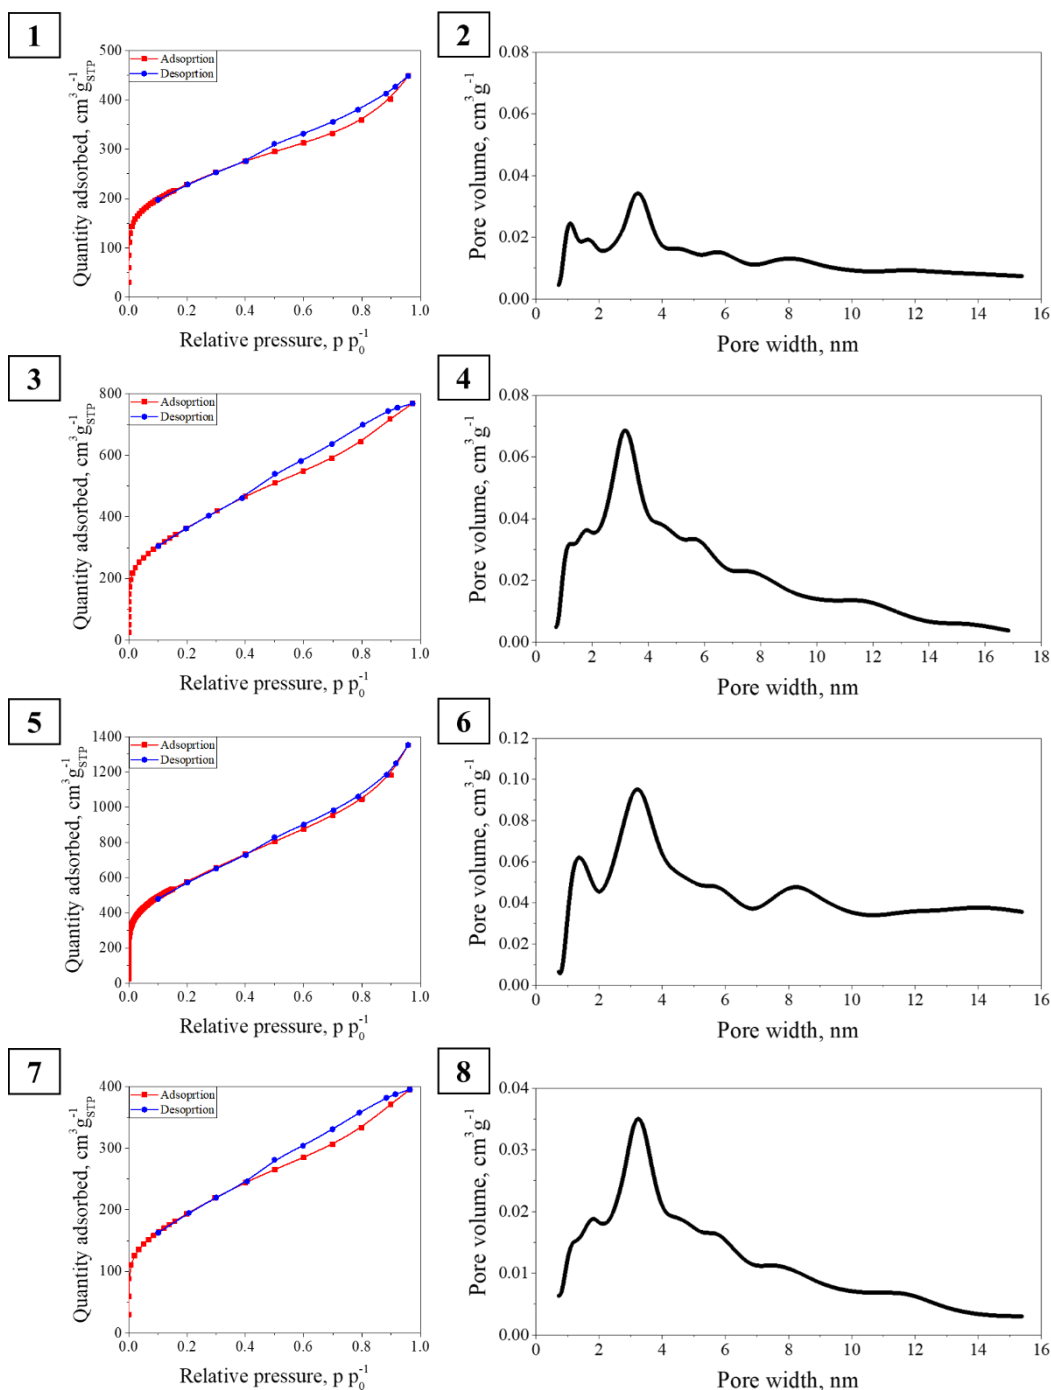 1
Quantity adsorbed, cm³g⁻¹STP
500
400
300
200
100
0
Adsoprtion
Desoprtion
0.0 0.2 0.4 0.6 0.8 1.0
Relative pressure, p p₀⁻¹
2
Pore volume, cm³g⁻¹
0.08
0.06
0.04
0.02
0.00
0 2 4 6 8 10 12 14 16
Pore width, nm
3
Quantity adsorbed, cm³g⁻¹STP
800
600
400
200
0
Adsoprtion
Desoprtion
0.0 0.2 0.4 0.6 0.8 1.0
Relative pressure, p p₀⁻¹
4
Pore volume, cm³g⁻¹
0.08
0.06
0.04
0.02
0.00
0 2 4 6 8 10 12 14 16 18
Pore width, nm
5
Quantity adsorbed, cm³g⁻¹STP
1400
1200
1000
800
600
400
200
0
Adsoprtion
Desoprtion
0.0 0.2 0.4 0.6 0.8 1.0
Relative pressure, p p₀⁻¹
6
Pore volume, cm³g⁻¹
0.12
0.10
0.08
0.06
0.04
0.02
0.00
0 2 4 6 8 10 12 14 16
Pore width, nm
7
Quantity adsorbed, cm³g⁻¹STP
400
300
200
100
0
Adsoprtion
Desoprtion
0.0 0.2 0.4 0.6 0.8 1.0
Relative pressure, p p₀⁻¹
8
Pore volume, cm³g⁻¹
0.04
0.03
0.02
0.01
0.00
0 2 4 6 8 10 12 14 16
Pore width, nm